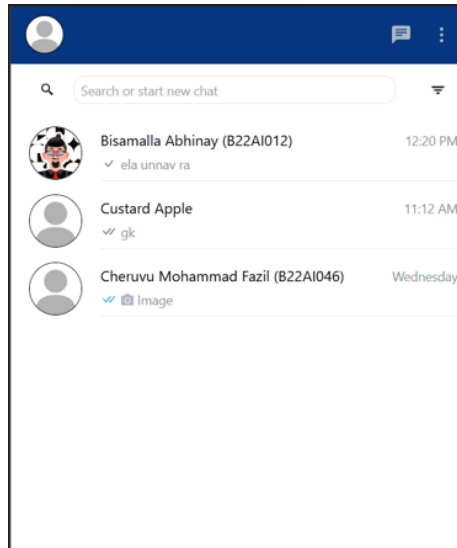 Search or start new chat
Bisamalla Abhinay (B22AI012) 12:20 PM
ela unnav ra
Custard Apple 11:12 AM
gk
Cheruvu Mohammad Fazil (B22AI046) Wednesday
Image